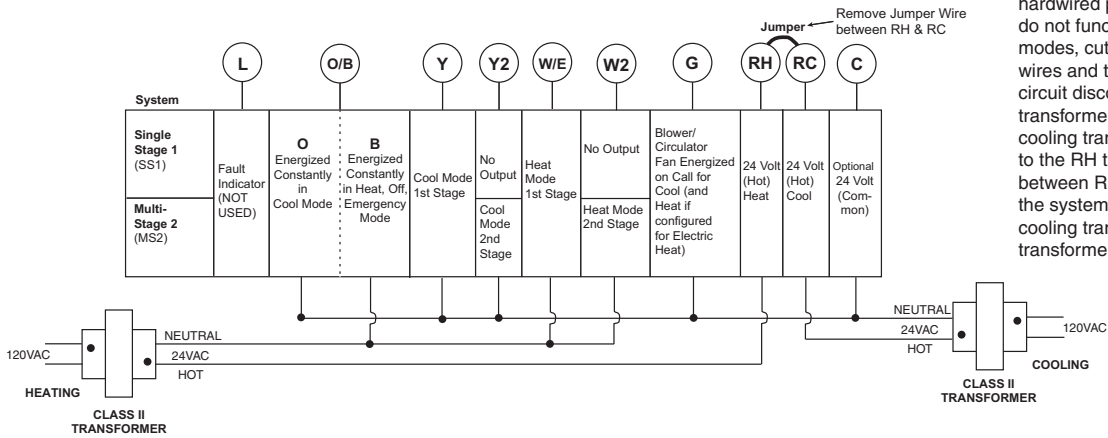 Remove Jumper Wire
between RH & RC
Jumper
L
O/B
Y
Y2
W/E
W2
G
RH
RC
C
System
Single
Stage 1
(SS1)
Multi-
Stage 2
(MS2)
Fault
Indicator
(NOT
USED)
O
Energized
Constantly
in
Cool Mode
B
Energized
Constantly
in Heat, Off,
Emergency
Mode
Cool Mode
1st Stage
No
Output
Cool
Mode
2nd
Stage
Heat
Mode
1st Stage
No Output
Heat Mode
2nd Stage
Blower/
Circulator
Fan Energized
on Call for
Cool (and
Heat if
configured
for Electric
Heat)
24 Volt
(Hot)
Heat
24 Volt
(Hot)
Cool
Optional
24 Volt
(Com-
mon)
120VAC
NEUTRAL
24VAC
HOT
HEATING
CLASS II
TRANSFORMER
NEUTRAL
24VAC
HOT
120VAC
COOLING
CLASS II
TRANSFORMER
hardwired
do not func
modes, cut
wires and t
circuit disco
transforme
cooling tran
to the RH t
between R
the system
cooling tran
transforme